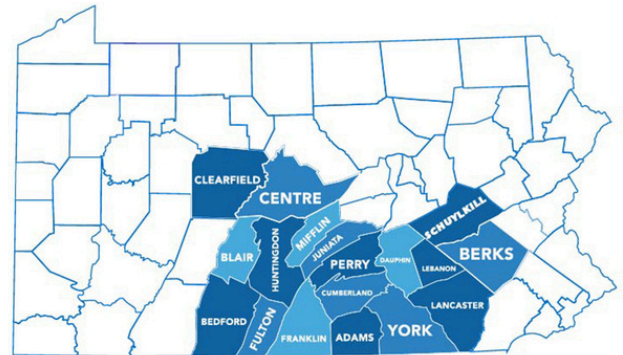 CLEARFIELD
CENTRE
SCHUYLKILL
MIFFLIN
BLAIR
HUNTINGDON
JUNIATA
BERKS
PERRY
DAUPHIN
LEBANON
CUMBERLAND
LANCASTER
BEDFORD
FULTON
FRANKLIN
ADAMS
YORK